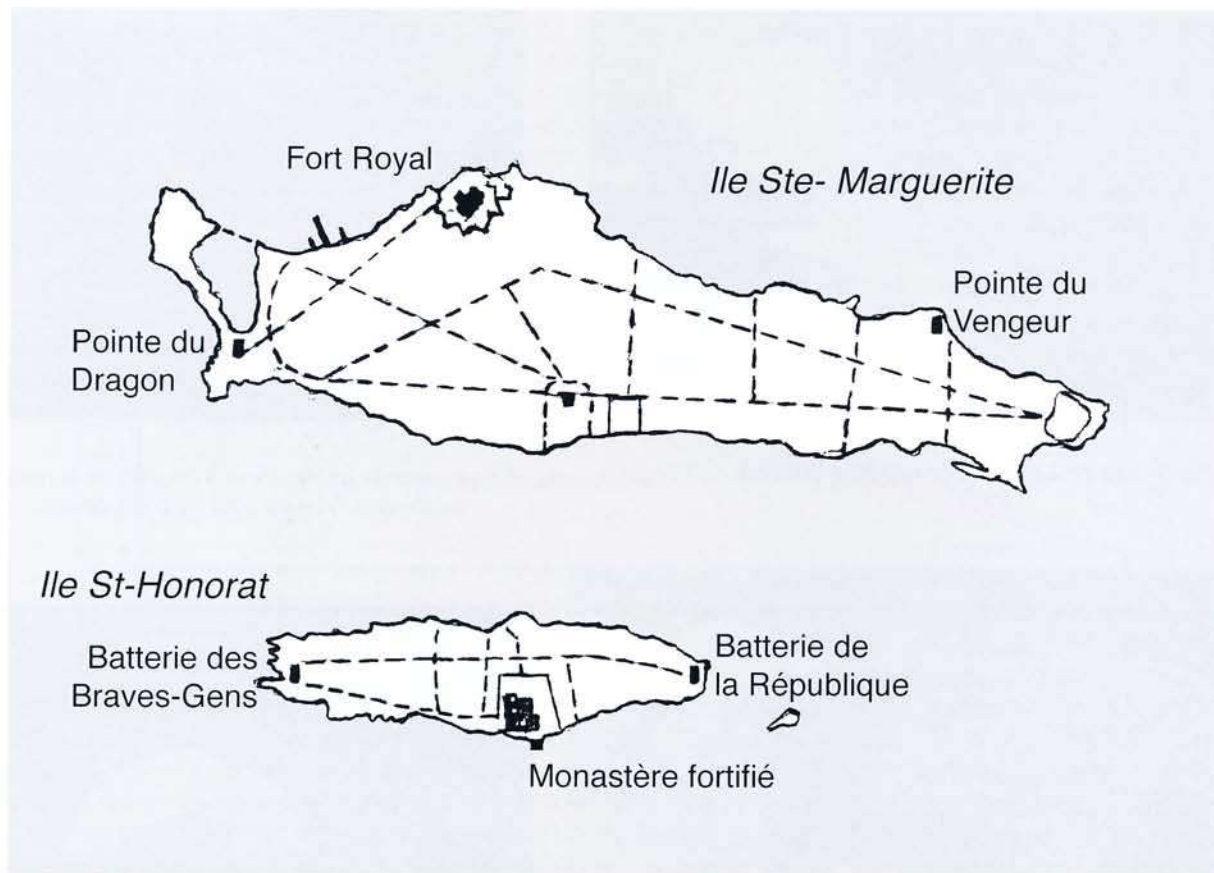 Fort Royal
Ile Ste- Marguerite
Pointe du
Vengeur
Pointe du
Dragon
Ile St-Honorat
Batterie des
Braves-Gens
Batterie de
la République
Monastère fortifié